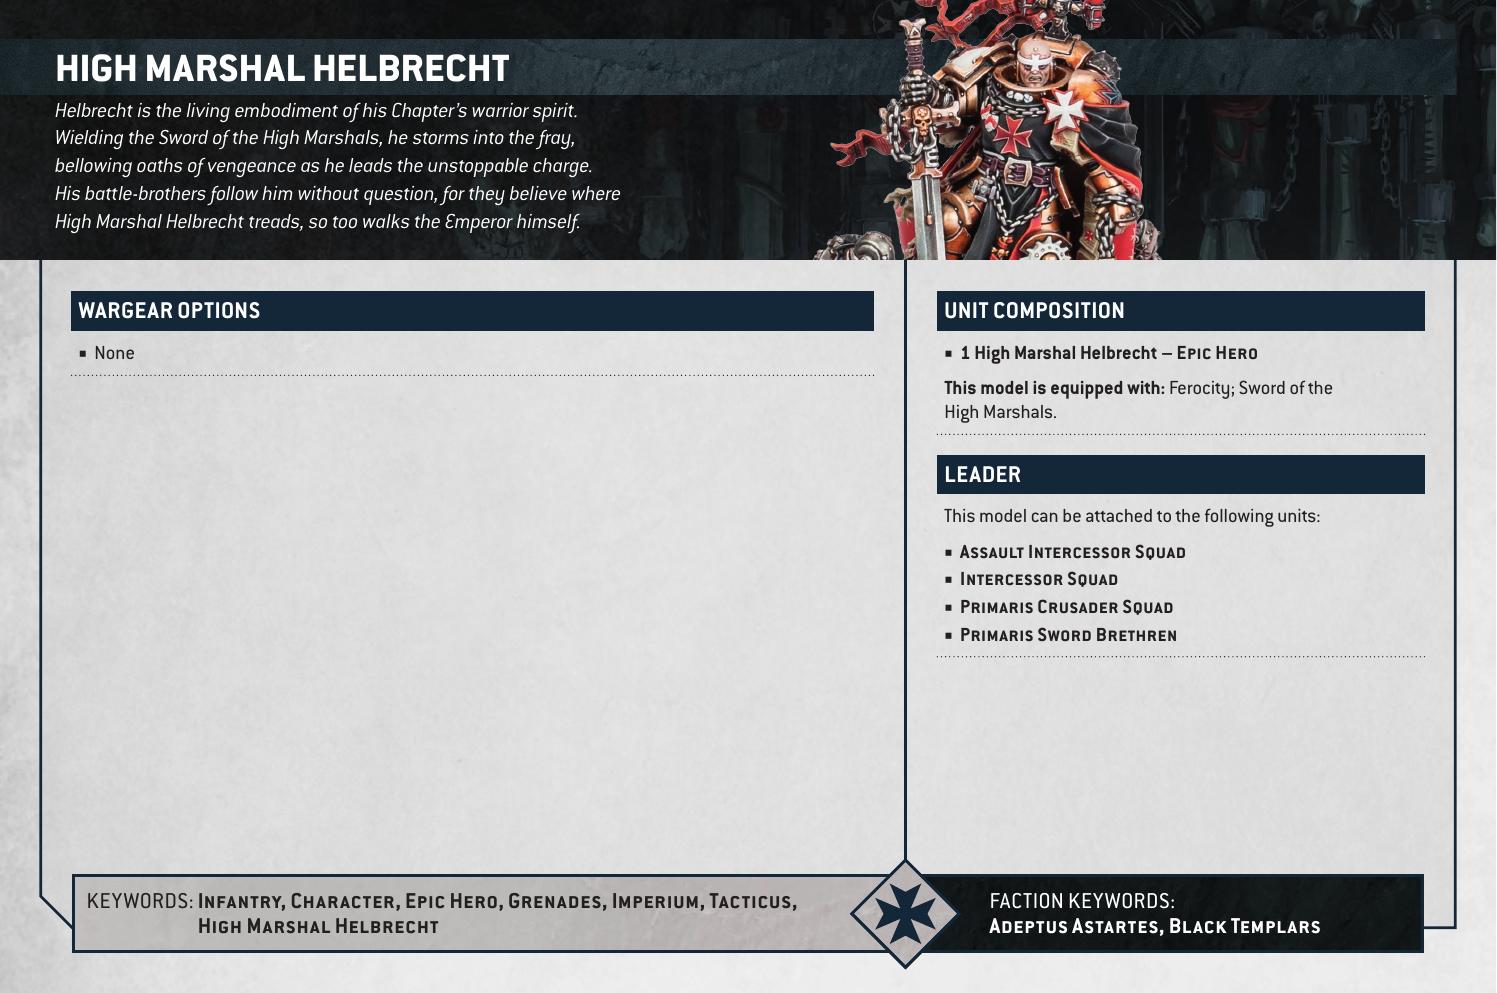 HIGH MARSHAL HELBRECHT
Helbrecht is the living embodiment of his Chapter's warrior spirit.
Wielding the Sword of the High Marshals, he storms into the fray,
bellowing oaths of vengeance as he leads the unstoppable charge.
His battle-brothers follow him without question, for they believe where
High Marshal Helbrecht treads, so too walks the Emperor himself.
WARGEAR OPTIONS
▪ None
UNIT COMPOSITION
▪ 1 High Marshal Helbrecht – Epic Hero
This model is equipped with: Ferocity; Sword of the
High Marshals.
LEADER
This model can be attached to the following units:
▪ Assault Intercessor Squad
▪ Intercessor Squad
▪ Primaris Crusader Squad
▪ Primaris Sword Brethren
KEYWORDS: Infantry, Character, Epic Hero, Grenades, Imperium, Tacticus,
High Marshal Helbrecht
FACTION KEYWORDS:
Adeptus Astartes, Black Templars